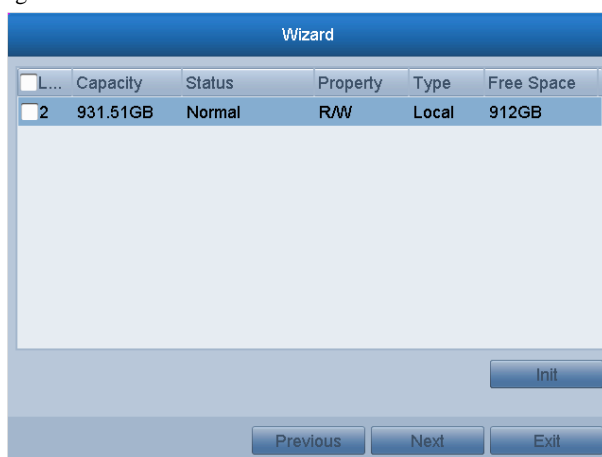 Wizard
L... Capacity Status Property Type Free Space
2 931.51GB Normal R/W Local 912GB
Init
Previous Next Exit